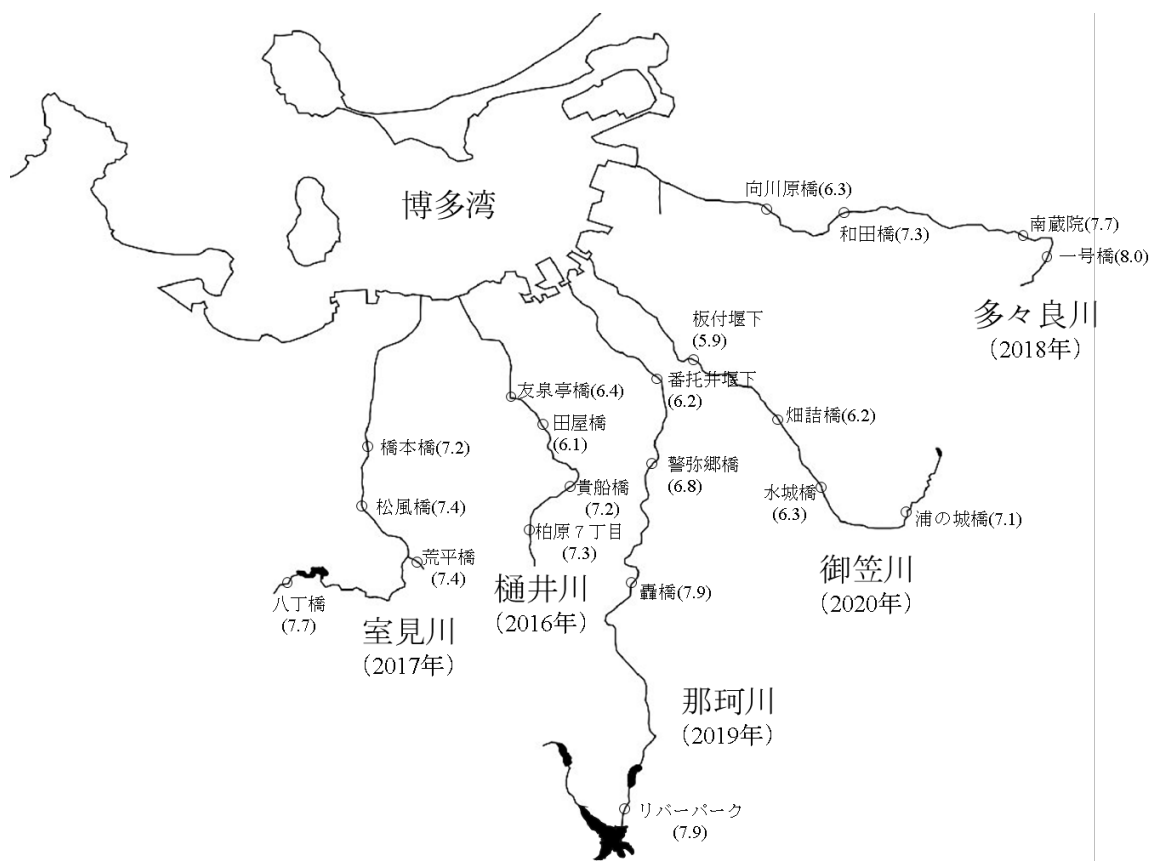 博多湾
向川原橋(6.3)
和田橋(7.3)
南蔵院(7.7)
一号橋(8.0)
多々良川
（2018年）
板付堰下
(5.9)
番托井堰下
(6.2)
畑詰橋(6.2)
友泉亭橋(6.4)
田屋橋
(6.1)
橋本橋(7.2)
警弥郷橋
(6.8)
貴船橋
(7.2)
水城橋
(6.3)
松風橋(7.4)
浦の城橋(7.1)
柏原７丁目
(7.3)
荒平橋
(7.4)
八丁橋
(7.7)
轟橋(7.9)
御笠川
（2020年）
樋井川
（2016年）
室見川
（2017年）
那珂川
（2019年）
リバーパーク
(7.9)